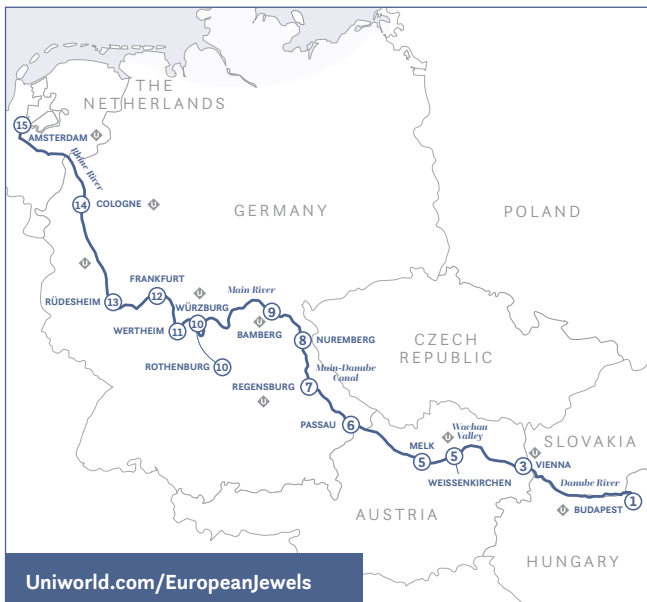 THE
NETHERLANDS
15
AMSTERDAM
U
Rhine River
14
COLOGNE
U
GERMANY
POLAND
U
FRANKFURT
RÜDESHEIM
13
12
U
WÜRZBURG
Main River
WERTHEIM
11
10
9
U
BAMBERG
8
NUREMBERG
CZECH
REPUBLIC
ROTHENBURG
10
Main-Danube
Canal
REGENSBURG
7
U
PASSAU
6
MELK
U
Wachau
Valley
5
5
WEISSENKIRCHEN
3
VIENNA
U
SLOVAKIA
Danube River
1
BUDAPEST
U
AUSTRIA
HUNGARY
Uniworld.com/EuropeanJewels